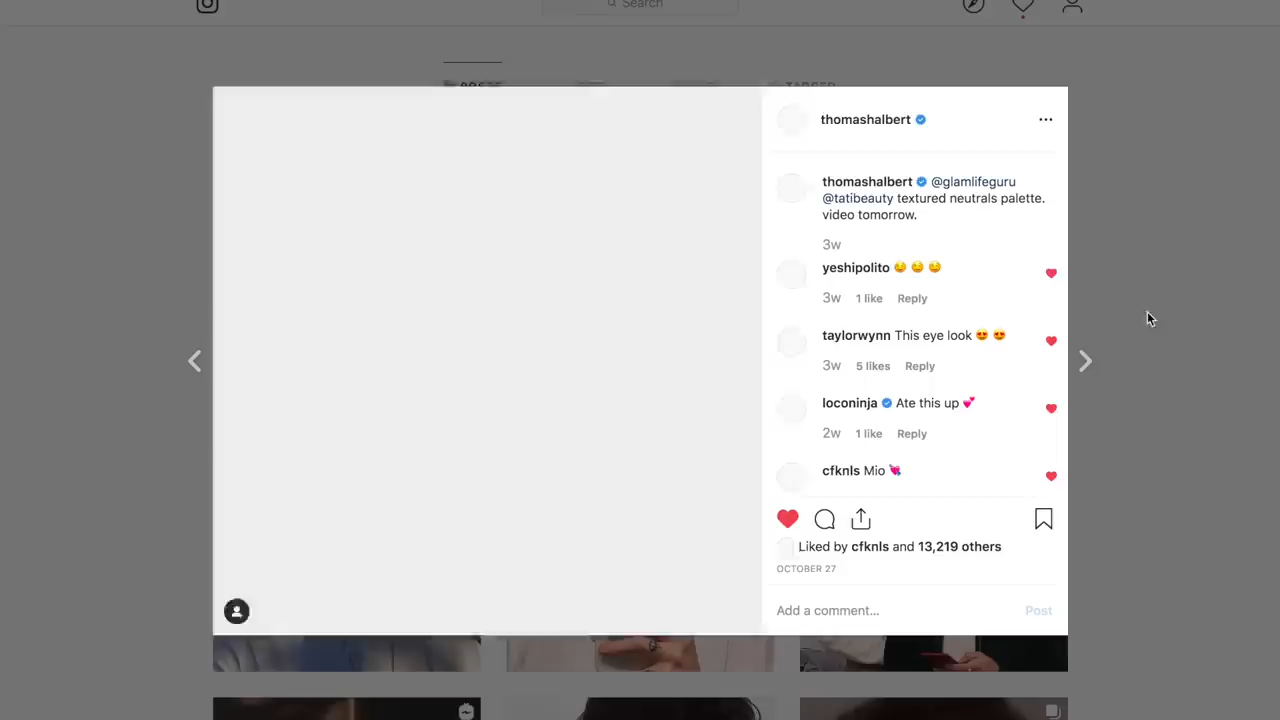 Search
POSTS
TAGGED
thomashalbert
thomashalbert @glamlifeguru
@tatibeauty textured neutrals palette.
video tomorrow.
3w
yeshipolito 😆 😆 😆
3w 1 like Reply
taylorwynn This eye look 😍 😍
3w 5 likes Reply
loconinja Ate this up 💕
2w 1 like Reply
cfknls Mio 💘
Liked by cfknls and 13,219 others
OCTOBER 27
Add a comment...
Post